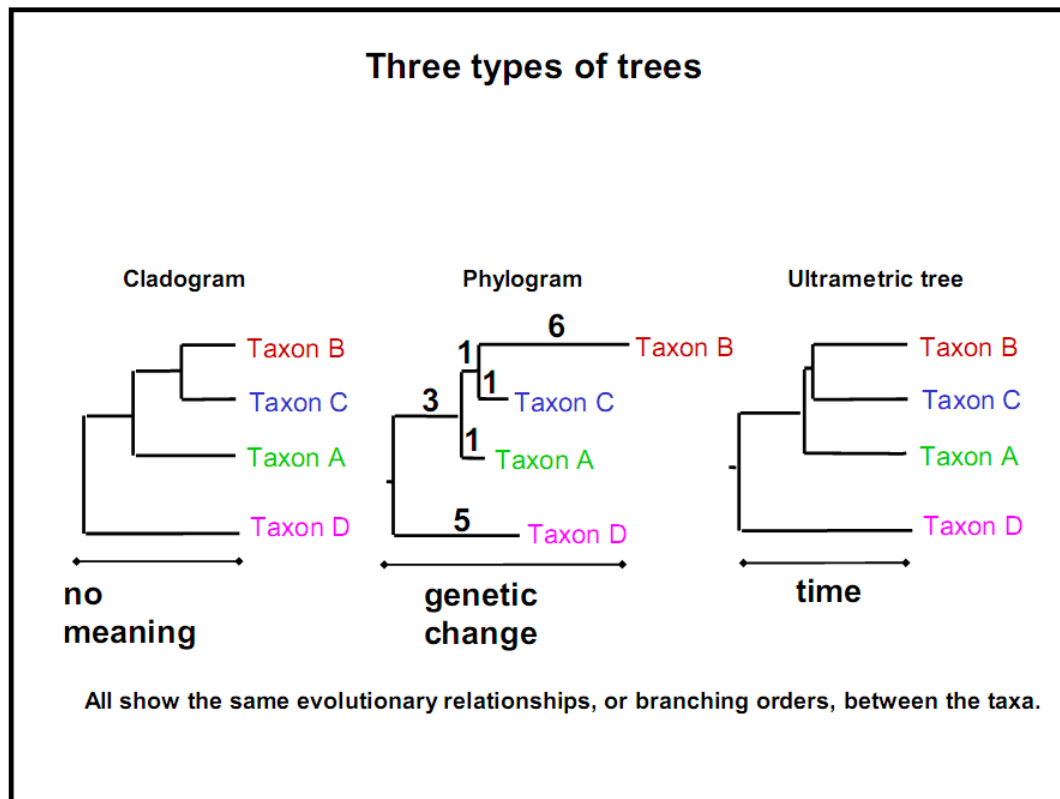 Three types of trees
Cladogram
Taxon B
Taxon C
Taxon A
Taxon D
no
meaning
Phylogram
6
Taxon B
1
1
Taxon C
3
1
Taxon A
5
Taxon D
genetic
change
Ultrametric tree
Taxon B
Taxon C
Taxon A
Taxon D
time
All show the same evolutionary relationships, or branching orders, between the taxa.